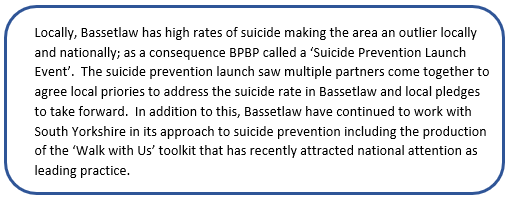 Locally, Bassetlaw has high rates of suicide making the area an outlier locally
and nationally; as a consequence BPBP called a ‘Suicide Prevention Launch
Event’.  The suicide prevention launch saw multiple partners come together to
agree local priories to address the suicide rate in Bassetlaw and local pledges
to take forward.  In addition to this, Bassetlaw have continued to work with
South Yorkshire in its approach to suicide prevention including the production
of the ‘Walk with Us’ toolkit that has recently attracted national attention as
leading practice.